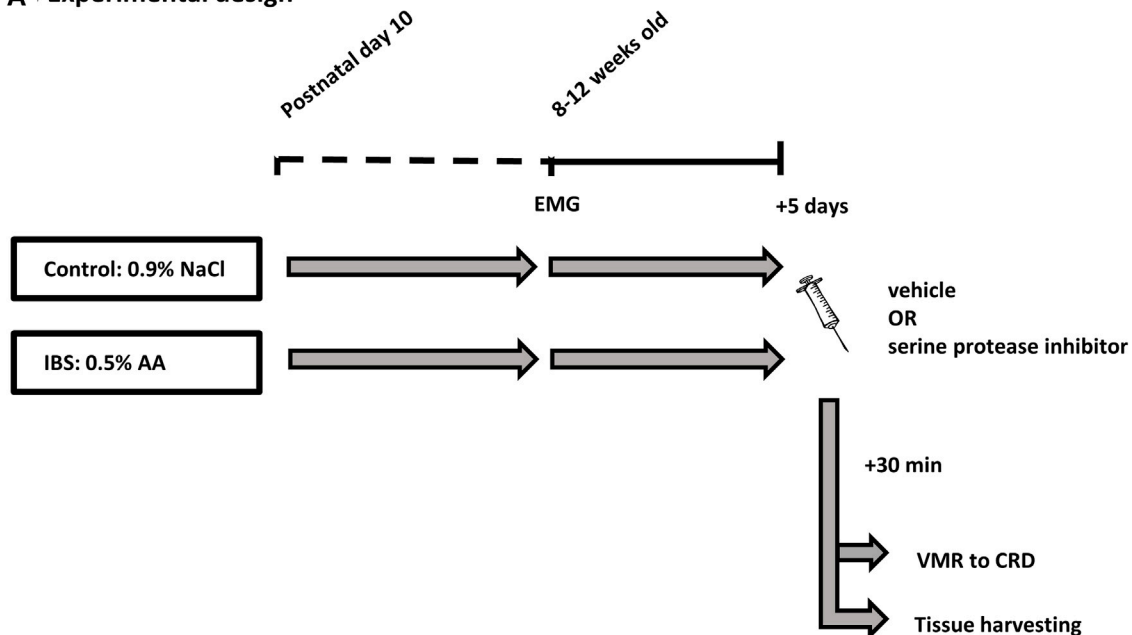 A Experimental design
Postnatal day 10
8-12 weeks old
EMG
+5 days
Control: 0.9% NaCl
IBS: 0.5% AA
vehicle
OR
serine protease inhibitor
+30 min
VMR to CRD
Tissue harvesting